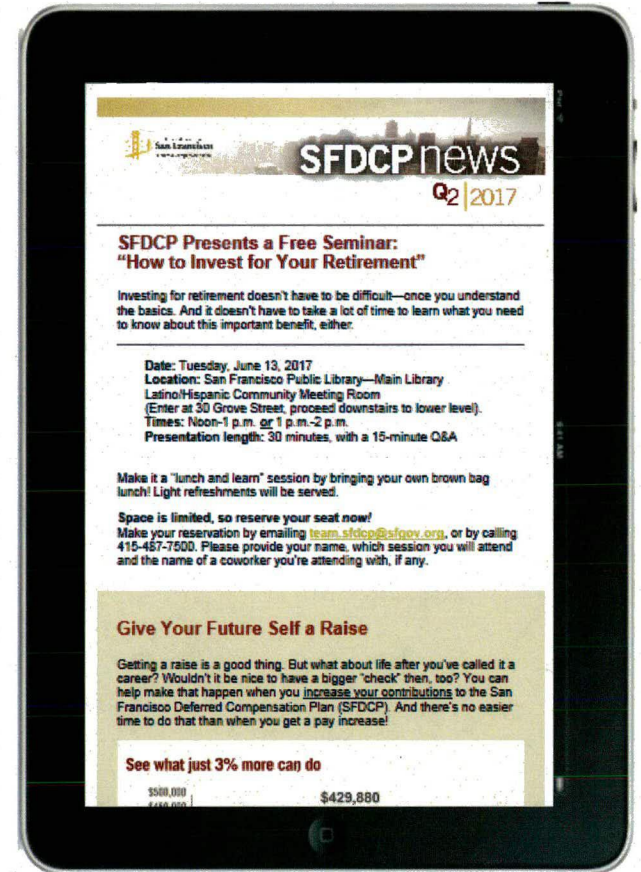 San Francisco
SFDCP news
Q2 | 2017
SFDCP Presents a Free Seminar:
“How to Invest for Your Retirement”
Investing for retirement doesn't have to be difficult—once you understand
the basics. And it doesn't have to take a lot of time to learn what you need
to know about this important benefit, either.
Date: Tuesday, June 13, 2017
Location: San Francisco Public Library—Main Library
Latino/Hispanic Community Meeting Room
(Enter at 30 Grove Street, proceed downstairs to lower level).
Times: Noon-1 p.m. or 1 p.m.-2 p.m.
Presentation length: 30 minutes, with a 15-minute Q&A
Make it a "lunch and learn" session by bringing your own brown bag
lunch! Light refreshments will be served.
Space is limited, so reserve your seat now!
Make your reservation by emailing team.sfdcp@sfgov.org, or by calling
415-487-7500. Please provide your name, which session you will attend
and the name of a coworker you're attending with, if any.
Give Your Future Self a Raise
Getting a raise is a good thing. But what about life after you've called it a
career? Wouldn't it be nice to have a bigger "check" then, too? You can
help make that happen when you increase your contributions to the San
Francisco Deferred Compensation Plan (SFDCP). And there's no easier
time to do that than when you get a pay increase!
See what just 3% more can do
$500,000
$429,880